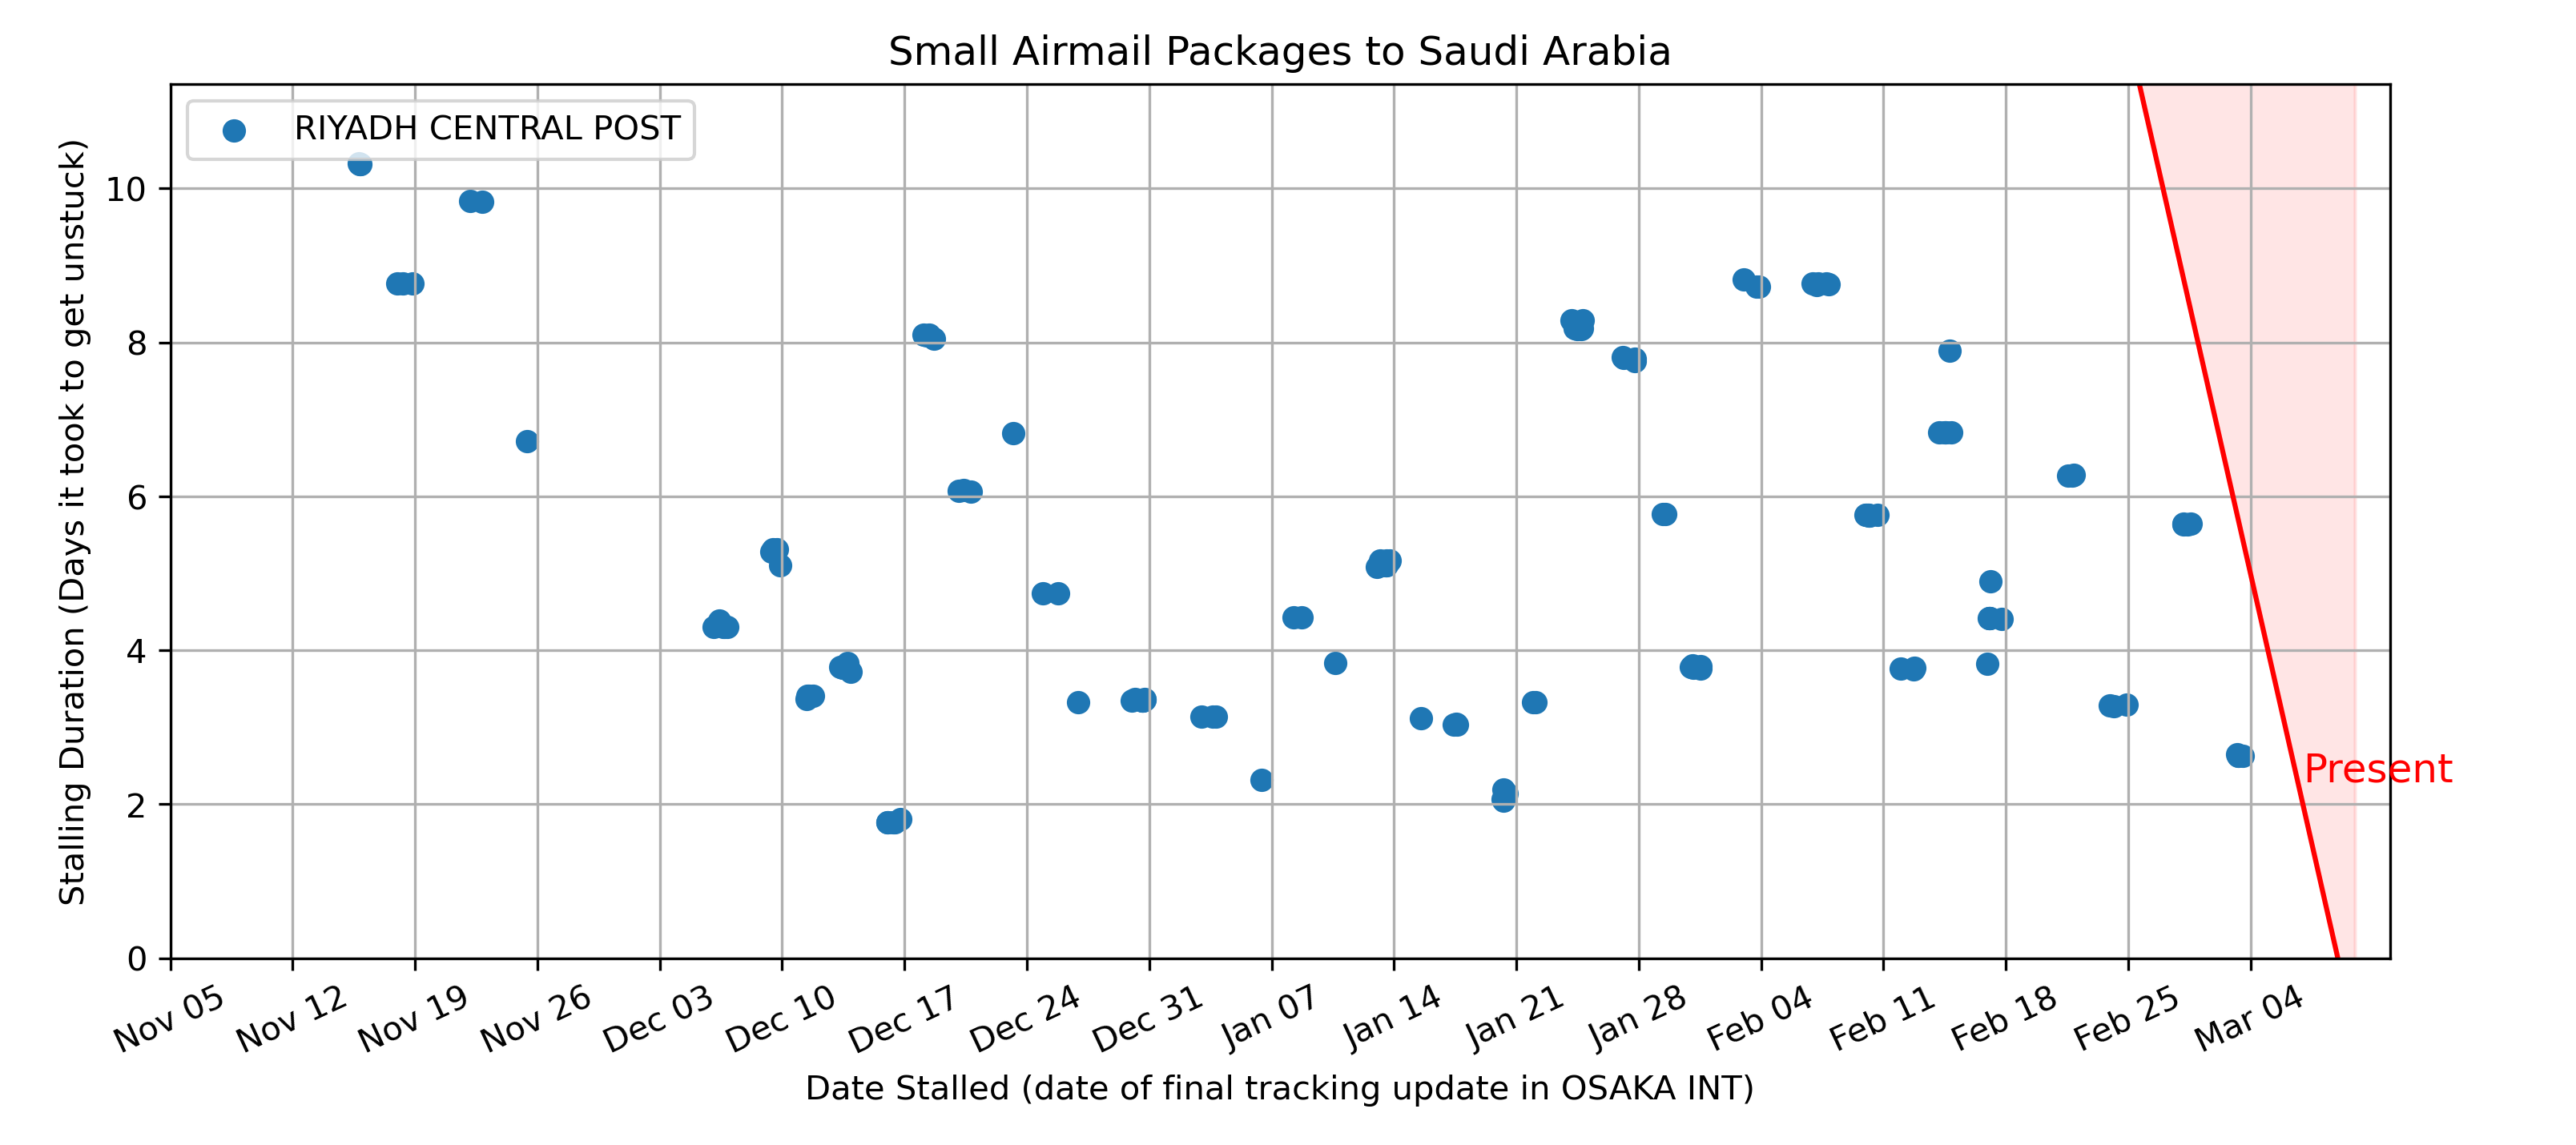 Small Airmail Packages to Saudi Arabia
RIYADH CENTRAL POST
Stalling Duration (Days it took to get unstuck)
10
8
6
4
2
0
Present
Nov 05
Nov 12
Nov 19
Nov 26
Dec 03
Dec 10
Dec 17
Dec 24
Dec 31
Jan 07
Jan 14
Jan 21
Jan 28
Feb 04
Feb 11
Feb 18
Feb 25
Mar 04
Date Stalled (date of final tracking update in OSAKA INT)